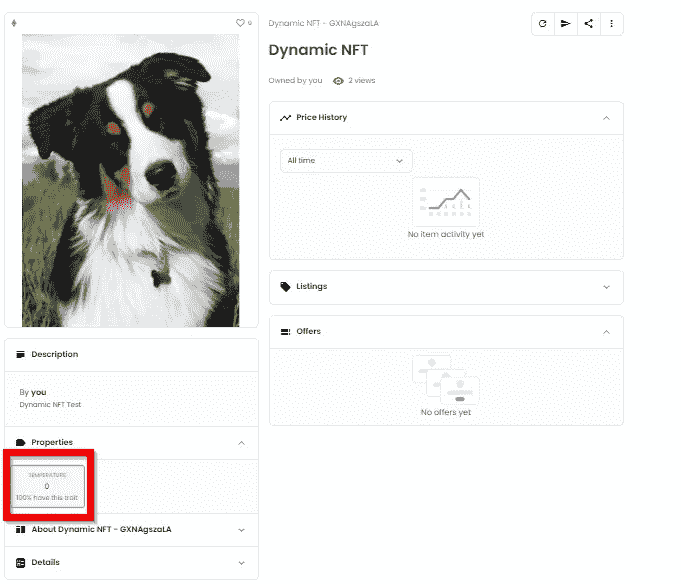 0
Dynamic NFT - GXNAgszaLA
Dynamic NFT
Owned by you 2 views
Price History
All time
No item activity yet
Listings
Offers
No offers yet
Description
By you
Dynamic NFT Test
Properties
TEMPERATURE
0
100% have this trait
About Dynamic NFT - GXNAgszaLA
Details